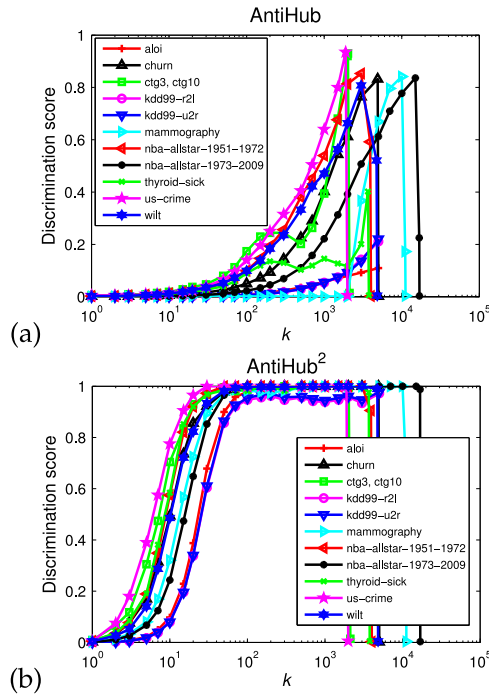 AntiHub
Discrimination score
1
0.8
0.6
0.4
0.2
0
aloi
churn
ctg3, ctg10
kdd99−r2l
kdd99−u2r
mammography
nba−allstar−1951−1972
nba−allstar−1973−2009
thyroid−sick
us−crime
wilt
10^0 10^1 10^2 10^3 10^4 10^5
k
(a)
AntiHub^2
Discrimination score
1
0.8
0.6
0.4
0.2
0
aloi
churn
ctg3, ctg10
kdd99−r2l
kdd99−u2r
mammography
nba−allstar−1951−1972
nba−allstar−1973−2009
thyroid−sick
us−crime
wilt
10^0 10^1 10^2 10^3 10^4 10^5
k
(b)